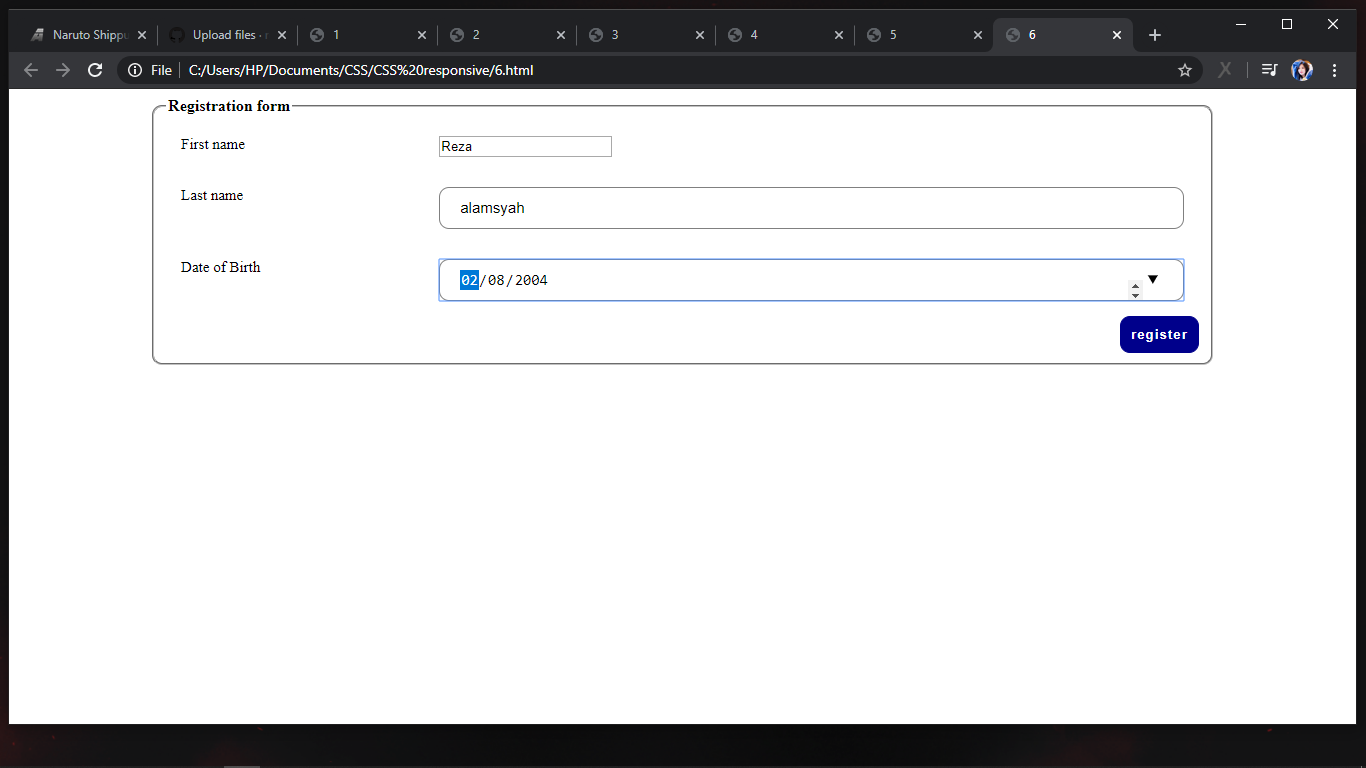 Naruto Shippu
Upload files · r
1
2
3
4
5
6
File
C:/Users/HP/Documents/CSS/CSS%20responsive/6.html
Registration form
First name
Reza
Last name
alamsyah
Date of Birth
02/08/2004
register